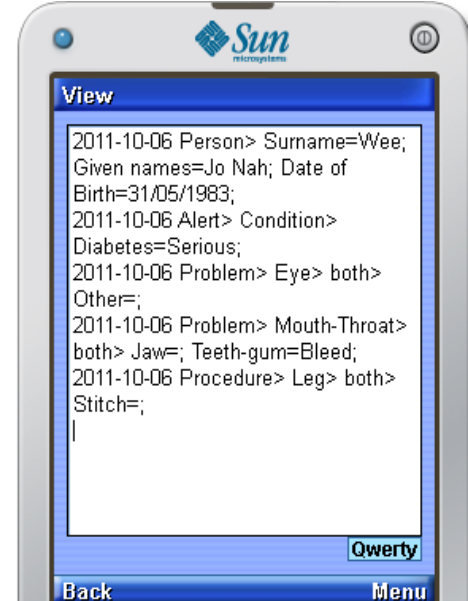 Sun
microsystems
View
2011-10-06 Person> Surname=Wee;
Given names=Jo Nah; Date of
Birth=31/05/1983;
2011-10-06 Alert> Condition>
Diabetes=Serious;
2011-10-06 Problem> Eye> both>
Other=;
2011-10-06 Problem> Mouth-Throat>
both> Jaw=; Teeth-gum=Bleed;
2011-10-06 Procedure> Leg> both>
Stitch=;
Qwerty
Back Menu